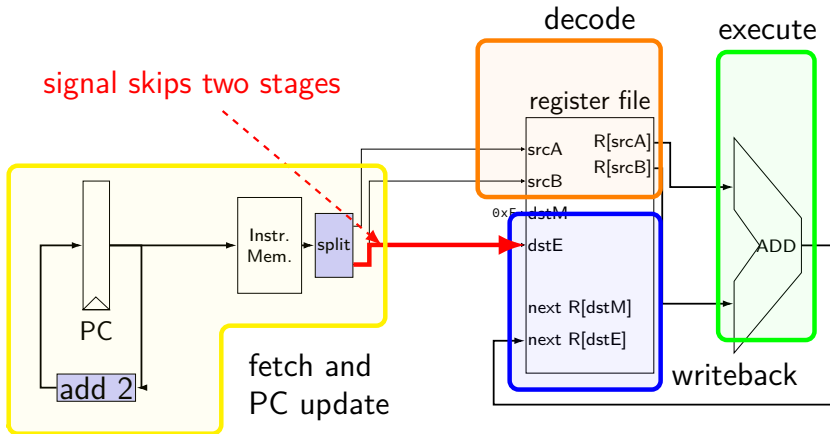 decode
execute
signal skips two stages
register file
srcA
R[srcA]
R[srcB]
srcB
0xF
dstM
Instr.
Mem.
split
dstE
ADD
next R[dstM]
PC
next R[dstE]
fetch and
PC update
add 2
writeback